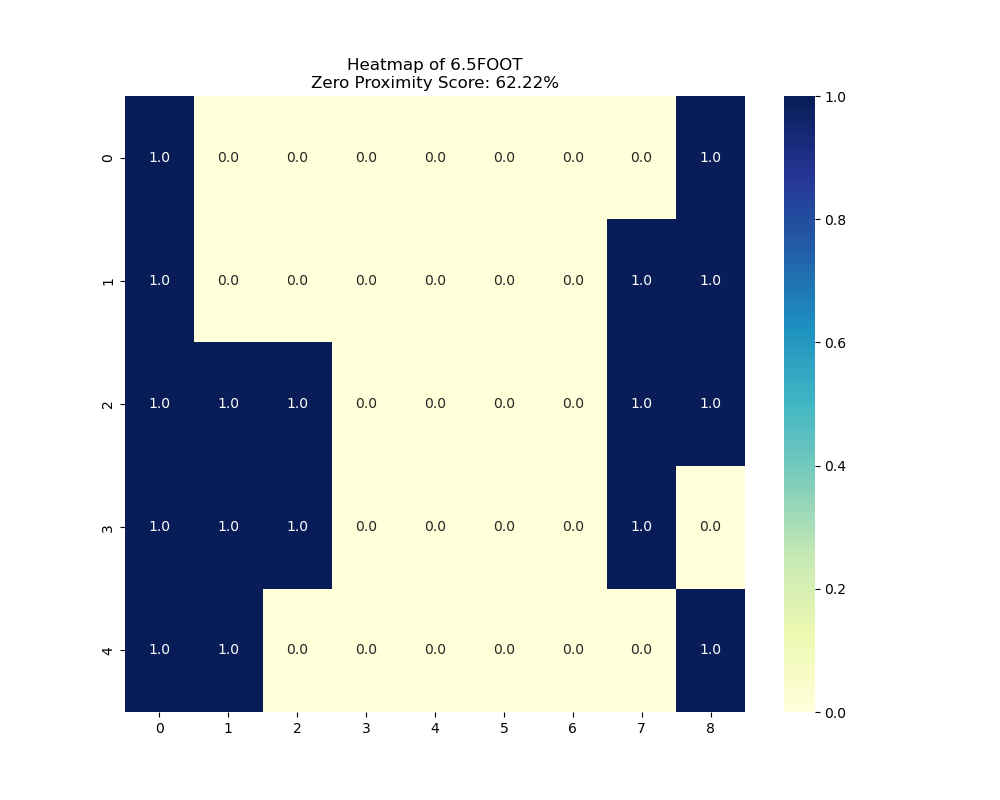 Heatmap of 6.5FOOT
Zero Proximity Score: 62.22%
0 1.0 0.0 0.0 0.0 0.0 0.0 0.0 0.0 1.0
1 1.0 0.0 0.0 0.0 0.0 0.0 0.0 1.0 1.0
2 1.0 1.0 1.0 0.0 0.0 0.0 0.0 1.0 1.0
3 1.0 1.0 1.0 0.0 0.0 0.0 0.0 1.0 0.0
4 1.0 1.0 0.0 0.0 0.0 0.0 0.0 0.0 1.0
0 1 2 3 4 5 6 7 8
1.0
0.8
0.6
0.4
0.2
0.0